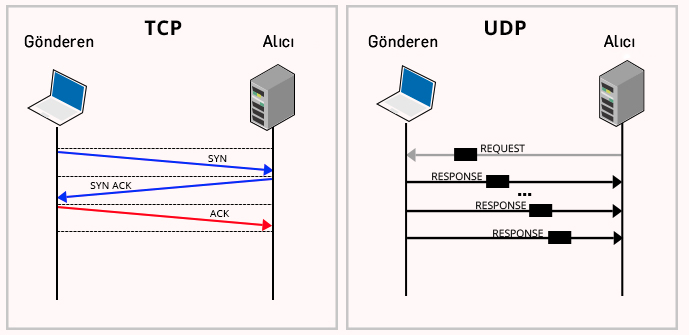 TCP
Gönderen
Alıcı
SYN
SYN ACK
ACK
UDP
Gönderen
Alıcı
REQUEST
RESPONSE
...
RESPONSE
RESPONSE